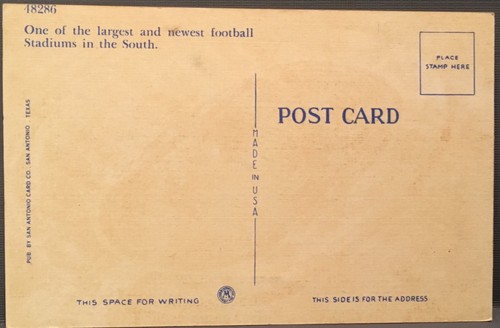 48286
One of the largest and newest football
Stadiums in the South.
PLACE
STAMP HERE
POST CARD
MADE IN USA
PUB. BY SAN ANTONIO CARD CO. SAN ANTONIO TEXAS
THIS SPACE FOR WRITING
THIS SIDE IS FOR THE ADDRESS